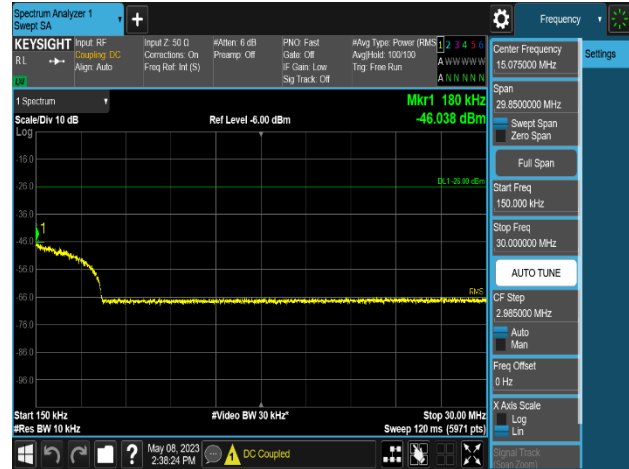 Spectrum Analyzer 1
Swept SA
Frequency
KEYSIGHT
R L
LW
Input: RF
Coupling: DC
Align: Auto
Input Z: 50 Ω
Corrections: On
Freq Ref: Int (S)
#Atten: 6 dB
Preamp: Off
PNO: Fast
Gate: Off
IF Gain: Low
Sig Track: Off
#Avg Type: Power (RMS
Avg|Hold: 100/100
Trig: Free Run
1 2 3 4 5 6
A W W W W W
A N N N N N
1 Spectrum
Scale/Div 10 dB
Ref Level -6.00 dBm
Mkr1 180 kHz
-46.038 dBm
Log
-16.0
-26.0
-36.0
-46.0
-56.0
-66.0
-76.0
-86.0
-96.0
DL1 -26.00 dBm
1
RMS
Start 150 kHz
#Res BW 10 kHz
#Video BW 30 kHz*
Stop 30.00 MHz
Sweep 120 ms (5971 pts)
May 08, 2023
2:38:24 PM
DC Coupled
Center Frequency
15.075000 MHz
Settings
Span
29.8500000 MHz
Swept Span
Zero Span
Full Span
Start Freq
150.000 kHz
Stop Freq
30.000000 MHz
AUTO TUNE
CF Step
2.985000 MHz
Auto
Man
Freq Offset
0 Hz
X Axis Scale
Log
Lin
Signal Track
(Span Zoom)